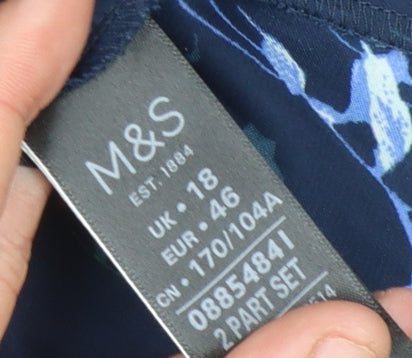 M&S
EST. 1884
UK • 18
EUR • 46
CN • 170/104A
08854841
2 PART SET